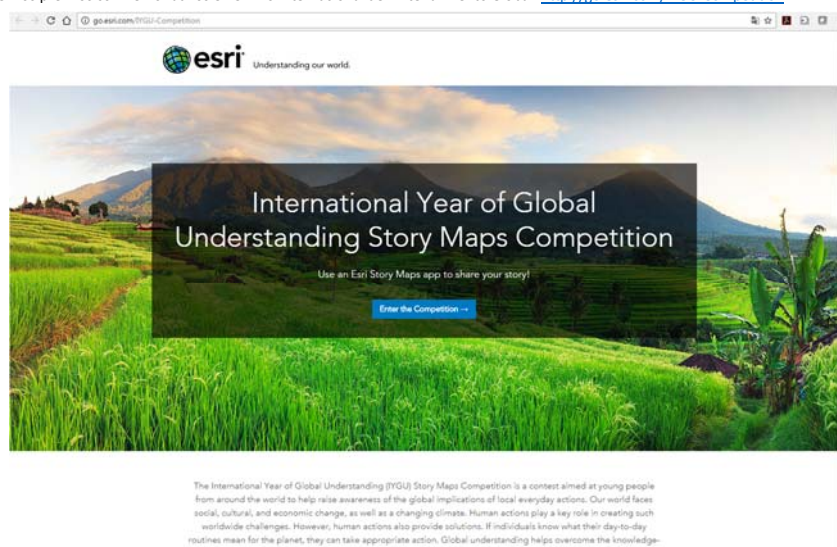 go.esri.com/IYGU-Competition
esri Understanding our world.
International Year of Global
Understanding Story Maps Competition
Use an Esri Story Maps app to share your story!
Enter the Competition →
The International Year of Global Understanding (IYGU) Story Maps Competition is a contest aimed at young people
from around the world to help raise awareness of the global implications of local everyday actions. Our world faces
social, cultural, and economic change, as well as a changing climate. Human actions play a key role in creating such
worldwide challenges. However, human actions also provide solutions. If individuals know what their day-to-day
routines mean for the planet, they can take appropriate action. Global understanding helps overcome the knowledge-